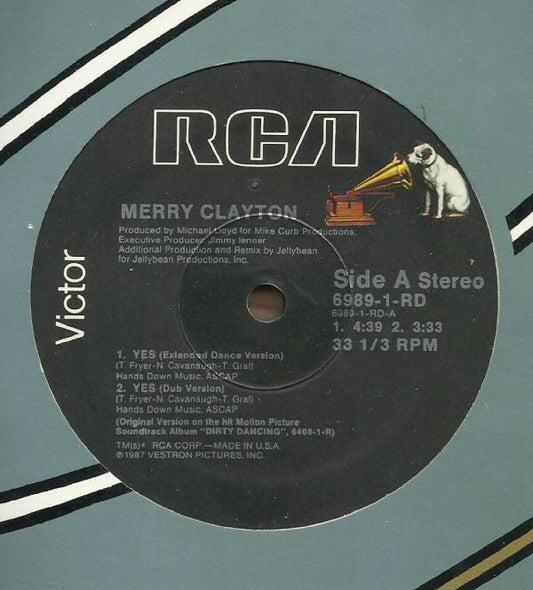 RCA
MERRY CLAYTON
Produced by Michael Lloyd for Mike Curb Productions,
Executive Producer: Jimmy Ienner
Additional Production and Remix by Jellybean
for Jellybean Productions, Inc.
Victor
Side A Stereo
6989-1-RD
6989-1-RD-A
1. 4:39 2. 3:33
33 1/3 RPM
1. YES (Extended Dance Version)
(T. Fryer-N. Cavanaugh-T. Graf)
Hands Down Music, ASCAP
2. YES (Dub Version)
(T. Fryer-N. Cavanaugh-T. Graf)
Hands Down Music, ASCAP
(Original Version on the hit Motion Picture
Soundtrack Album "DIRTY DANCING", 6408-1-R)
TM(s)® RCA CORP.—MADE IN U.S.A.
℗1987 VESTRON PICTURES, INC.